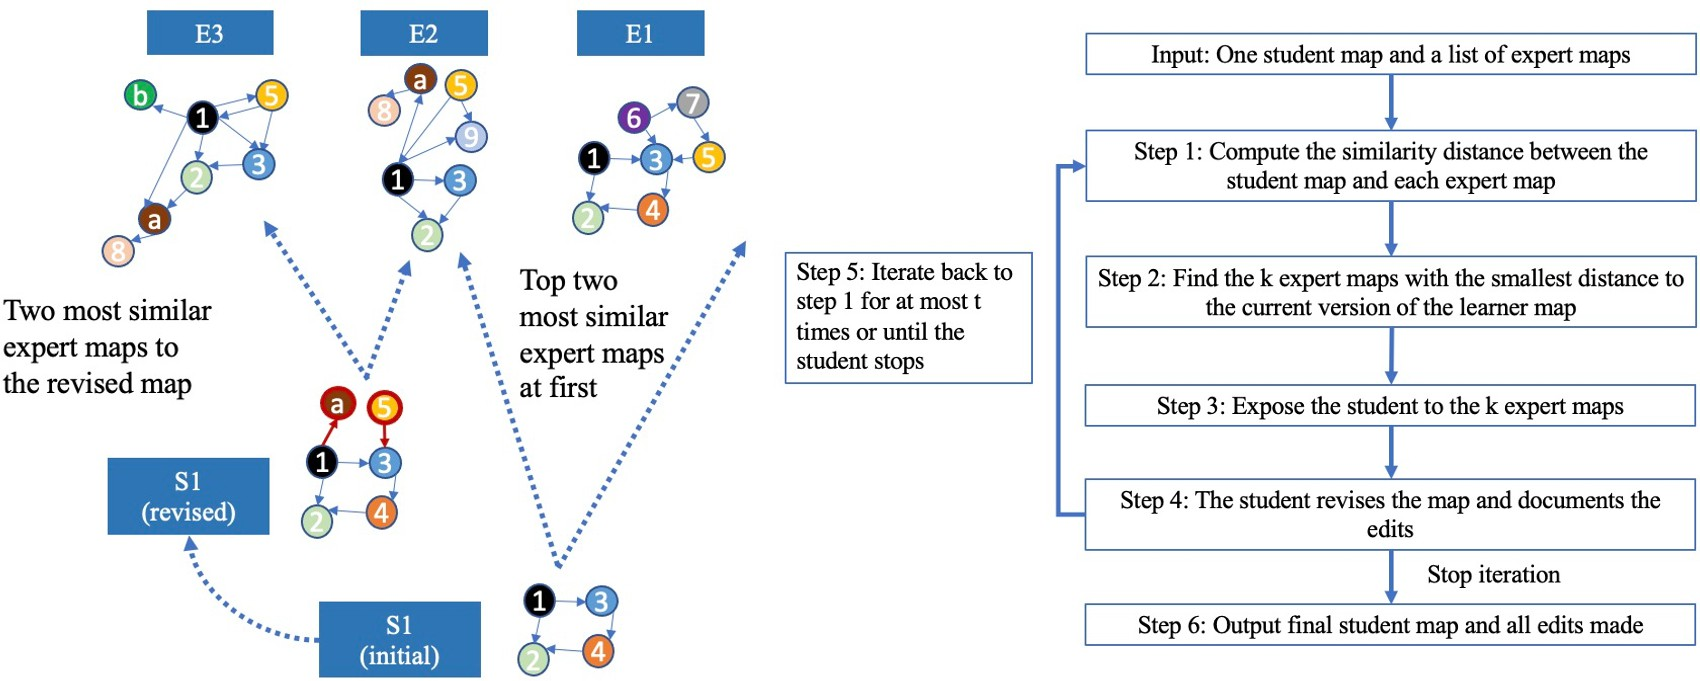 E3
E2
E1
b
1
5
2
3
a
8
a
5
8
9
1
3
2
6
7
1
3
5
2
4
Two most similar
expert maps to
the revised map
Top two
most similar
expert maps
at first
a
5
1
3
2
4
S1
(revised)
S1
(initial)
1
3
2
4
Input: One student map and a list of expert maps
Step 1: Compute the similarity distance between the
student map and each expert map
Step 2: Find the k expert maps with the smallest distance to
the current version of the learner map
Step 3: Expose the student to the k expert maps
Step 4: The student revises the map and documents the
edits
Step 5: Iterate back to
step 1 for at most t
times or until the
student stops
Stop iteration
Step 6: Output final student map and all edits made